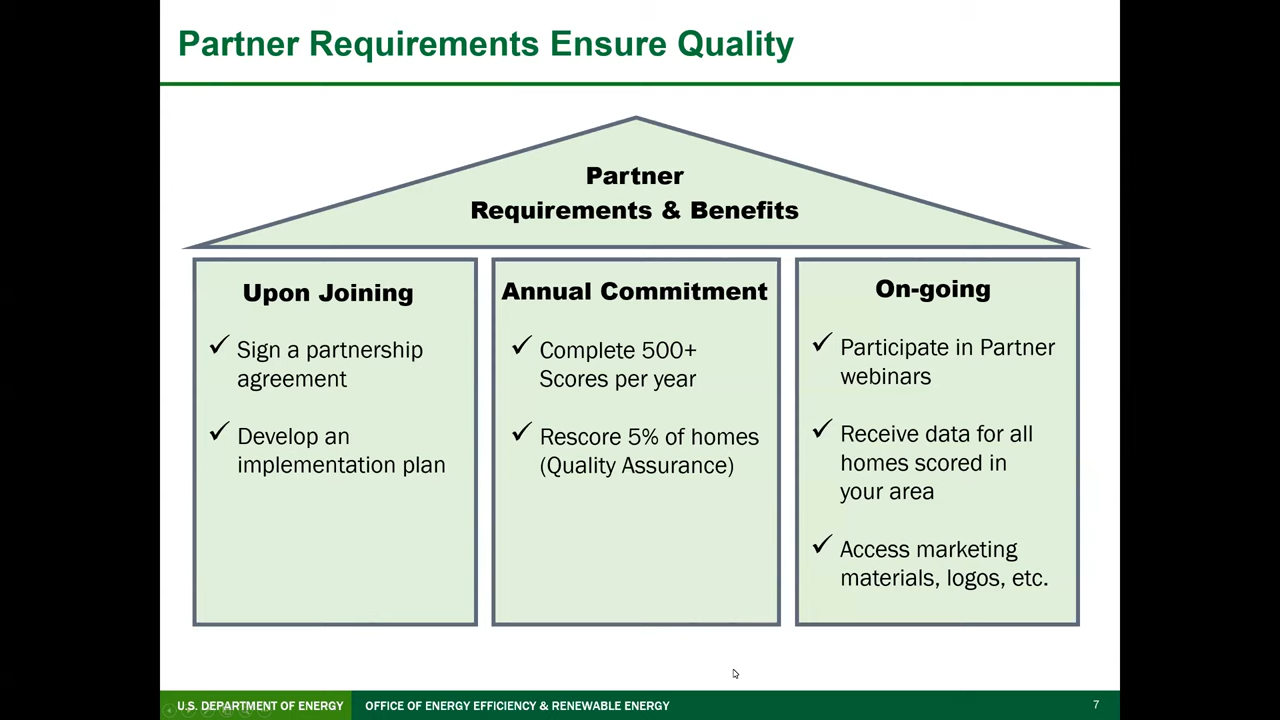 Partner Requirements Ensure Quality
Partner
Requirements & Benefits
Upon Joining
✓ Sign a partnership
agreement
✓ Develop an
implementation plan
Annual Commitment
✓ Complete 500+
Scores per year
✓ Rescore 5% of homes
(Quality Assurance)
On-going
✓ Participate in Partner
webinars
✓ Receive data for all
homes scored in
your area
✓ Access marketing
materials, logos, etc.
U.S. DEPARTMENT OF ENERGY OFFICE OF ENERGY EFFICIENCY & RENEWABLE ENERGY 7